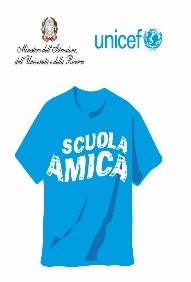 Ministero dell'Istruzione,
dell'Università e della Ricerca
unicef
SCUOLA
AMICA